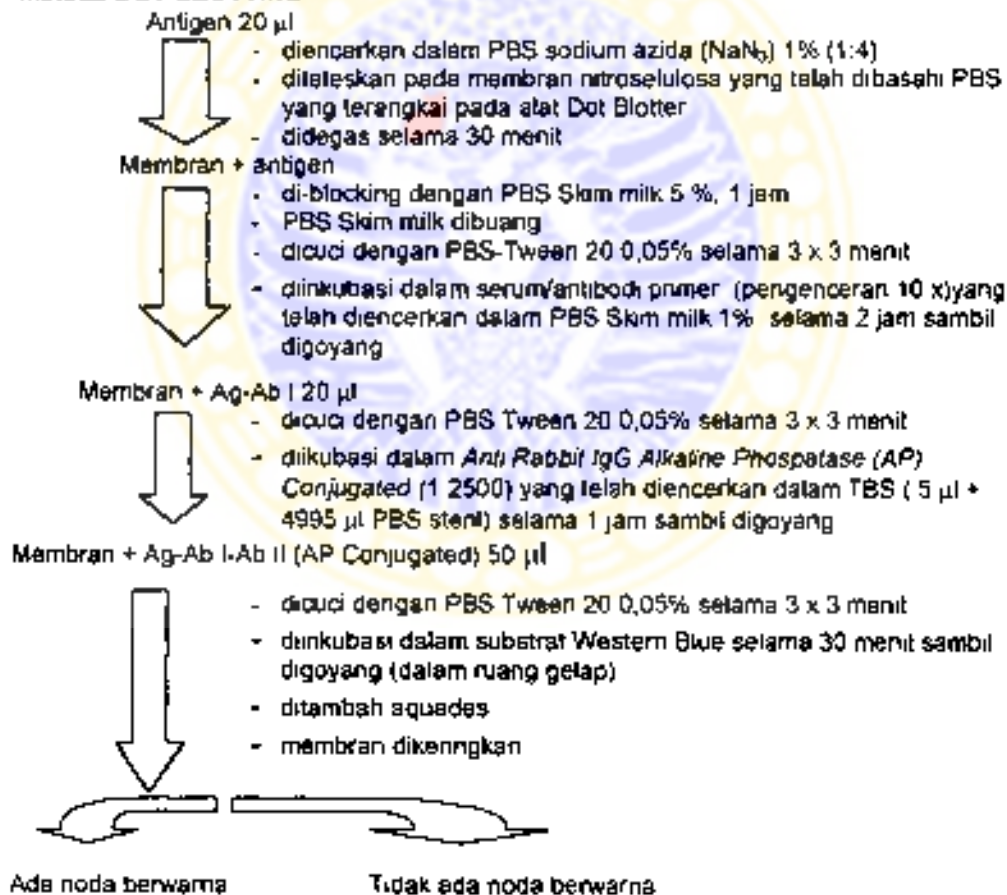 Antigen 20 µl
- diencerkan dalam PBS sodium azida (NaN3) 1% (1:4)
- diteteskan pada membran nitroselulosa yang telah dibasahi PBS
yang terangkai pada alat Dot Blotter
- didegas selama 30 menit
Membran + antigen
- di-blocking dengan PBS Skim milk 5 %, 1 jam
- PBS Skim milk dibuang
- dicuci dengan PBS-Tween 20 0,05% selama 3 x 3 menit
- diinkubasi dalam serum/antibodi primer (pengenceran 10 x)yang
telah diencerkan dalam PBS Skim milk 1% selama 2 jam sambil
digoyang
Membran + Ag-Ab I 20 µl
- dicuci dengan PBS Tween 20 0,05% selama 3 x 3 menit
- diikubasi dalam Anti Rabbit IgG Alkaline Phospatase (AP)
Conjugated (1 2500) yang telah diencerkan dalam TBS ( 5 µl +
4995 µl PBS steril) selama 1 jam sambil digoyang
Membran + Ag-Ab I-Ab II (AP Conjugated) 50 µl
- dicuci dengan PBS Tween 20 0,05% selama 3 x 3 menit
- diinkubasi dalam substrat Western Blue selama 30 menit sambil
digoyang (dalam ruang gelap)
- ditambah aquades
- membran dikeringkan
Ada noda berwarna Tidak ada noda berwarna